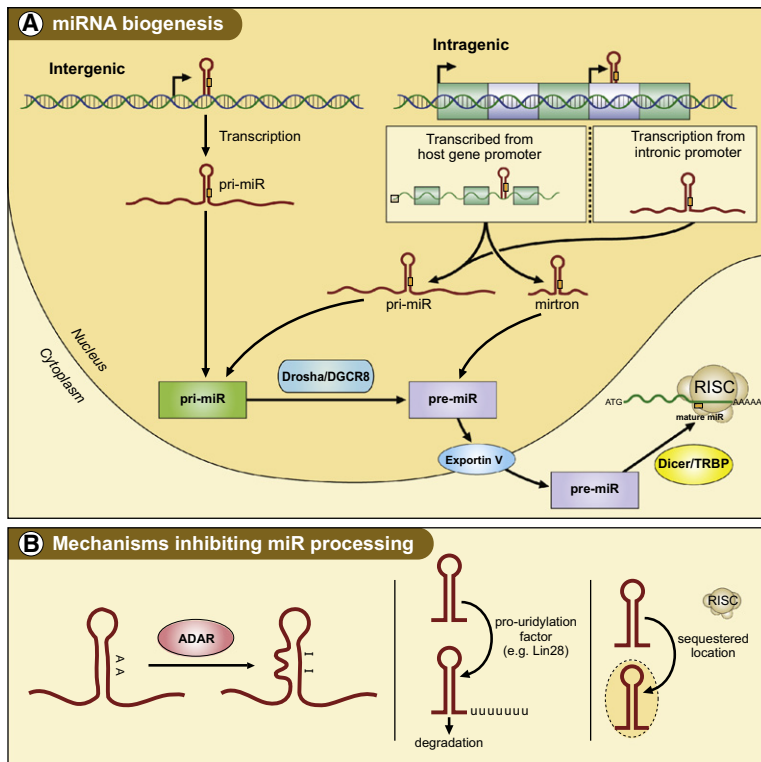 A miRNA biogenesis
Intergenic
Intragenic
Transcription
Transcribed from
host gene promoter
Transcription from
intronic promoter
pri-miR
pri-miR
mirtron
Nucleus
Cytoplasm
pri-miR
Drosha/DGCR8
pre-miR
Exportin V
pre-miR
Dicer/TRBP
RISC
ATG
AAAAA
mature miR
B Mechanisms inhibiting miR processing
ADAR
A A
I I
pro-uridylation
factor
(e.g. Lin28)
uuuuuuu
degradation
RISC
sequestered
location